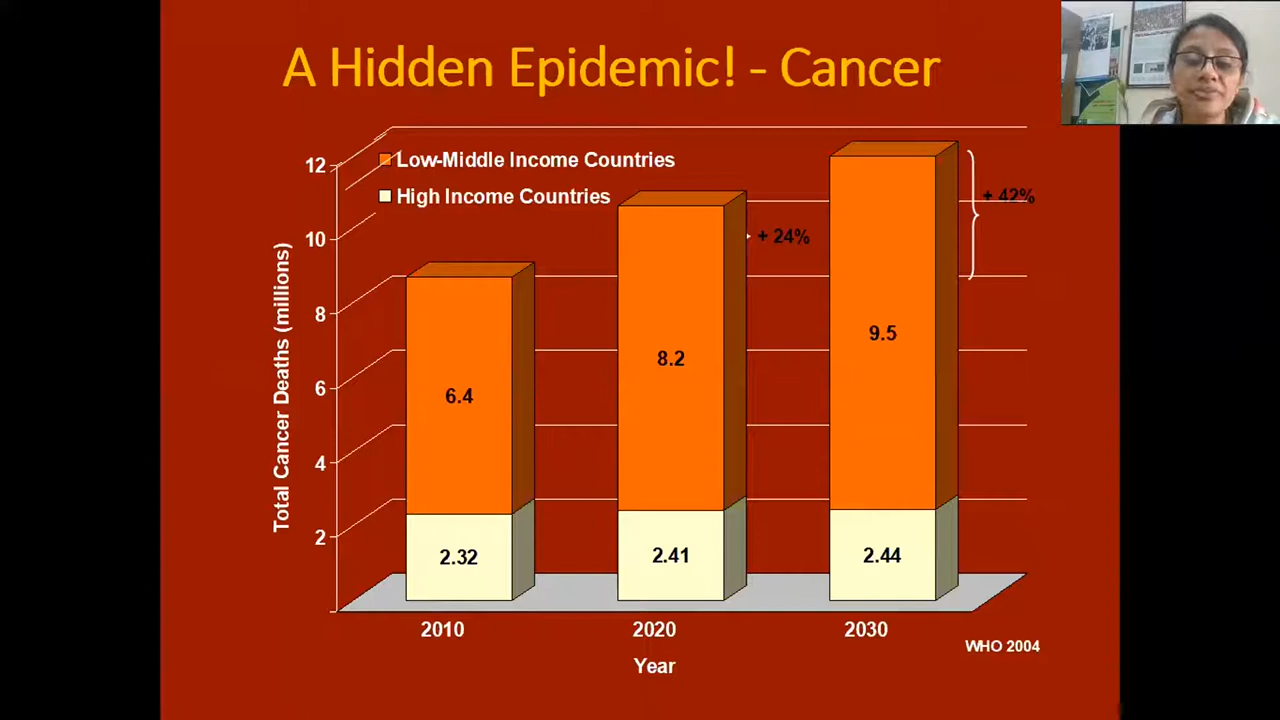 A Hidden Epidemic! - Cancer
Low-Middle Income Countries
High Income Countries
Total Cancer Deaths (millions)
12
10
8
6
4
2
+ 42%
+ 24%
6.4
8.2
9.5
2.32
2.41
2.44
2010
2020
2030
Year
WHO 2004